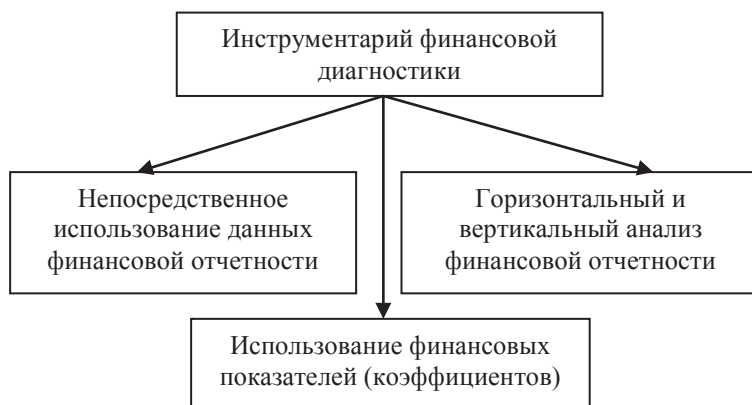 Инструментарий финансовой
диагностики
Непосредственное
использование данных
финансовой отчетности
Горизонтальный и
вертикальный анализ
финансовой отчетности
Использование финансовых
показателей (коэффициентов)